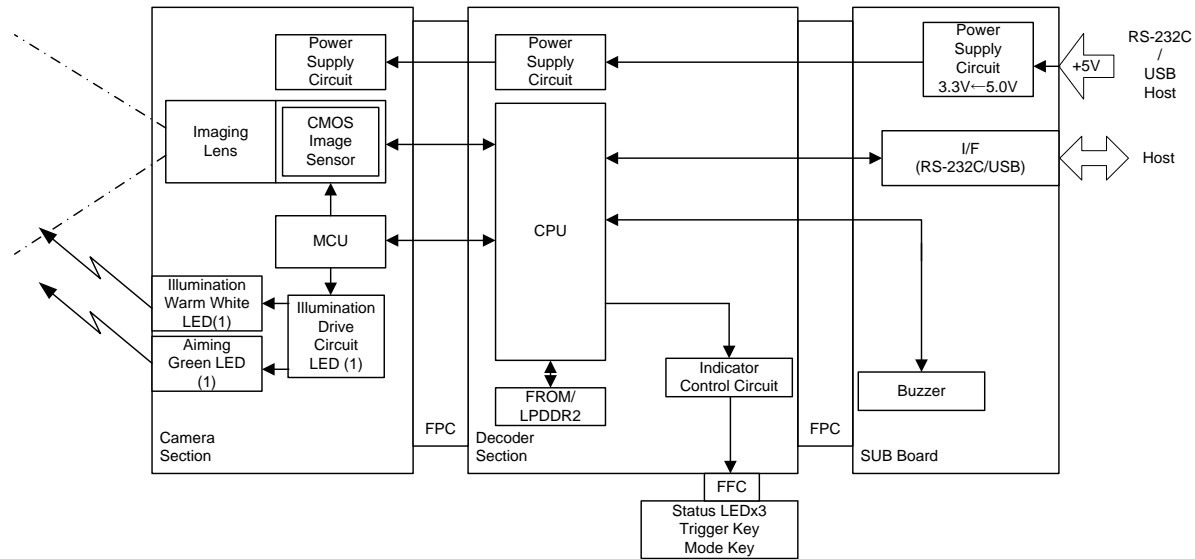 Power
Supply
Circuit
Power
Supply
Circuit
Power
Supply
Circuit
3.3V←5.0V
+5V
RS-232C
/
USB
Host
Imaging
Lens
CMOS
Image
Sensor
I/F
(RS-232C/USB)
Host
MCU
CPU
Illumination
Warm White
LED(1)
Illumination
Drive
Circuit
LED (1)
Aiming
Green LED
(1)
Indicator
Control Circuit
Buzzer
FROM/
LPDDR2
Camera
Section
FPC
Decoder
Section
FPC
SUB Board
FFC
Status LEDx3
Trigger Key
Mode Key